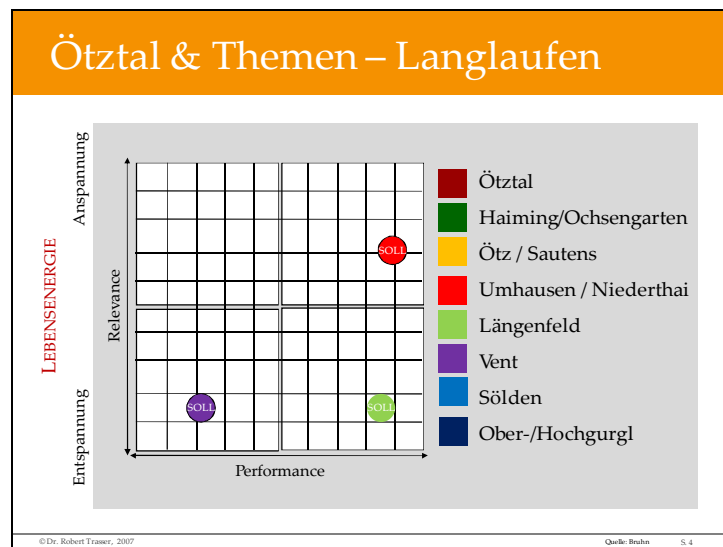 Ötztal & Themen – Langlaufen
LEBENSENERGIE
Anspannung
Entspannung
Relevance
SOLL
SOLL
SOLL
Performance
Ötztal
Haiming/Ochsengarten
Ötz / Sautens
Umhausen / Niederthai
Längenfeld
Vent
Sölden
Ober-/Hochgurgl
©Dr. Robert Trasser, 2007
Quelle: Bruhn
S. 4